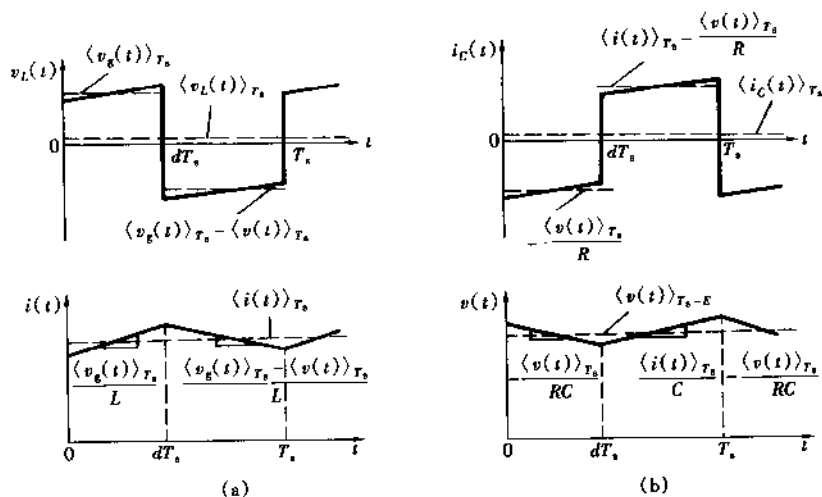 v_L(t)
⟨v_g(t)⟩_{T_s}
⟨v_L(t)⟩_{T_s}
0
dT_s
T_s
t
⟨v_g(t)⟩_{T_s} - ⟨v(t)⟩_{T_s}
i(t)
⟨i(t)⟩_{T_s}
⟨v_g(t)⟩_{T_s}
L
⟨v_g(t)⟩_{T_s} - ⟨v(t)⟩_{T_s}
L
0
dT_s
T_s
t
(a)
i_C(t)
⟨i(t)⟩_{T_s} - ⟨v(t)⟩_{T_s}
R
⟨i_C(t)⟩_{T_s}
0
dT_s
T_s
t
- ⟨v(t)⟩_{T_s}
R
v(t)
⟨v(t)⟩_{T_s-E}
- ⟨v(t)⟩_{T_s}
RC
⟨i(t)⟩_{T_s}
C
- ⟨v(t)⟩_{T_s}
RC
0
dT_s
T_s
t
(b)